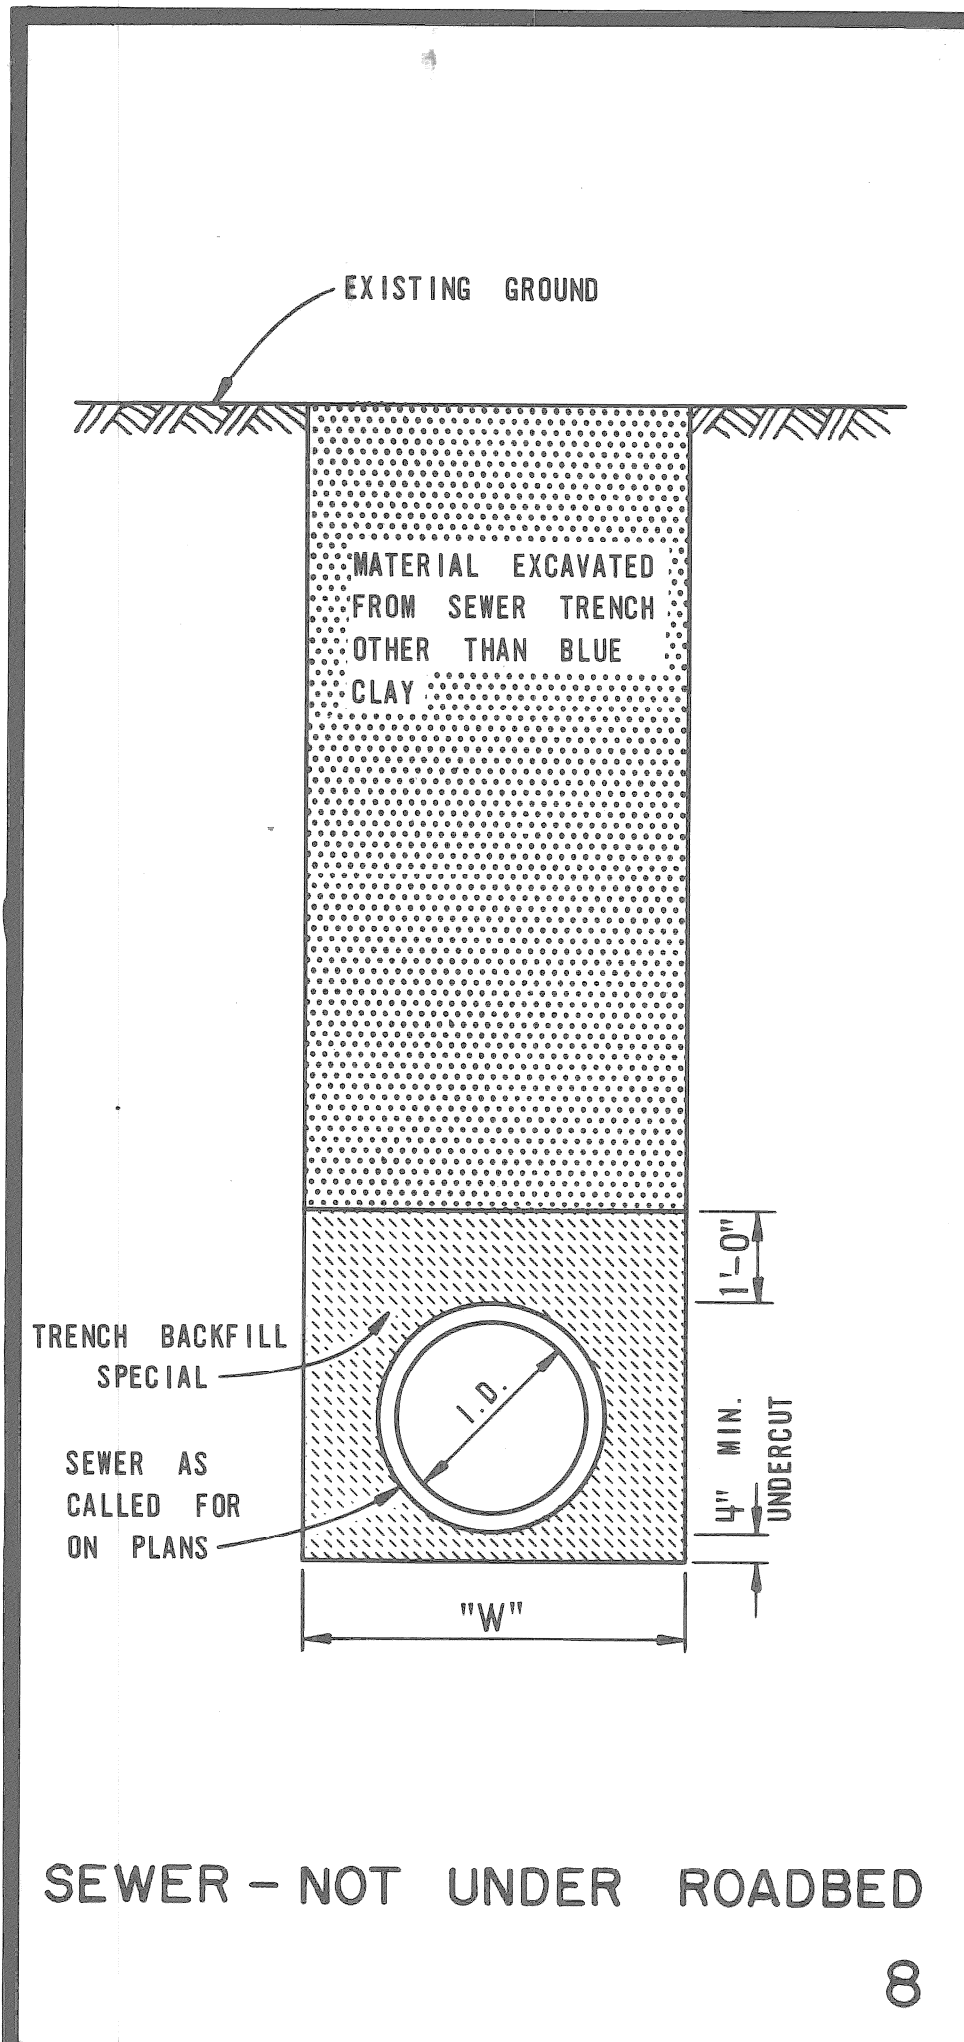 EXISTING GROUND
MATERIAL EXCAVATED
FROM SEWER TRENCH
OTHER THAN BLUE
CLAY
1'-0"
TRENCH BACKFILL
SPECIAL
I.D.
4" MIN.
UNDERCUT
SEWER AS
CALLED FOR
ON PLANS
"W"
SEWER - NOT UNDER ROADBED
8